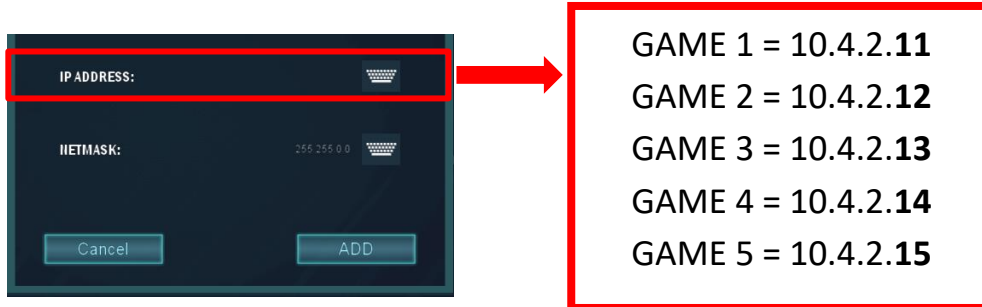 IP ADDRESS:
NETMASK: 255 255 0 0
Cancel ADD
GAME 1 = 10.4.2.11
GAME 2 = 10.4.2.12
GAME 3 = 10.4.2.13
GAME 4 = 10.4.2.14
GAME 5 = 10.4.2.15